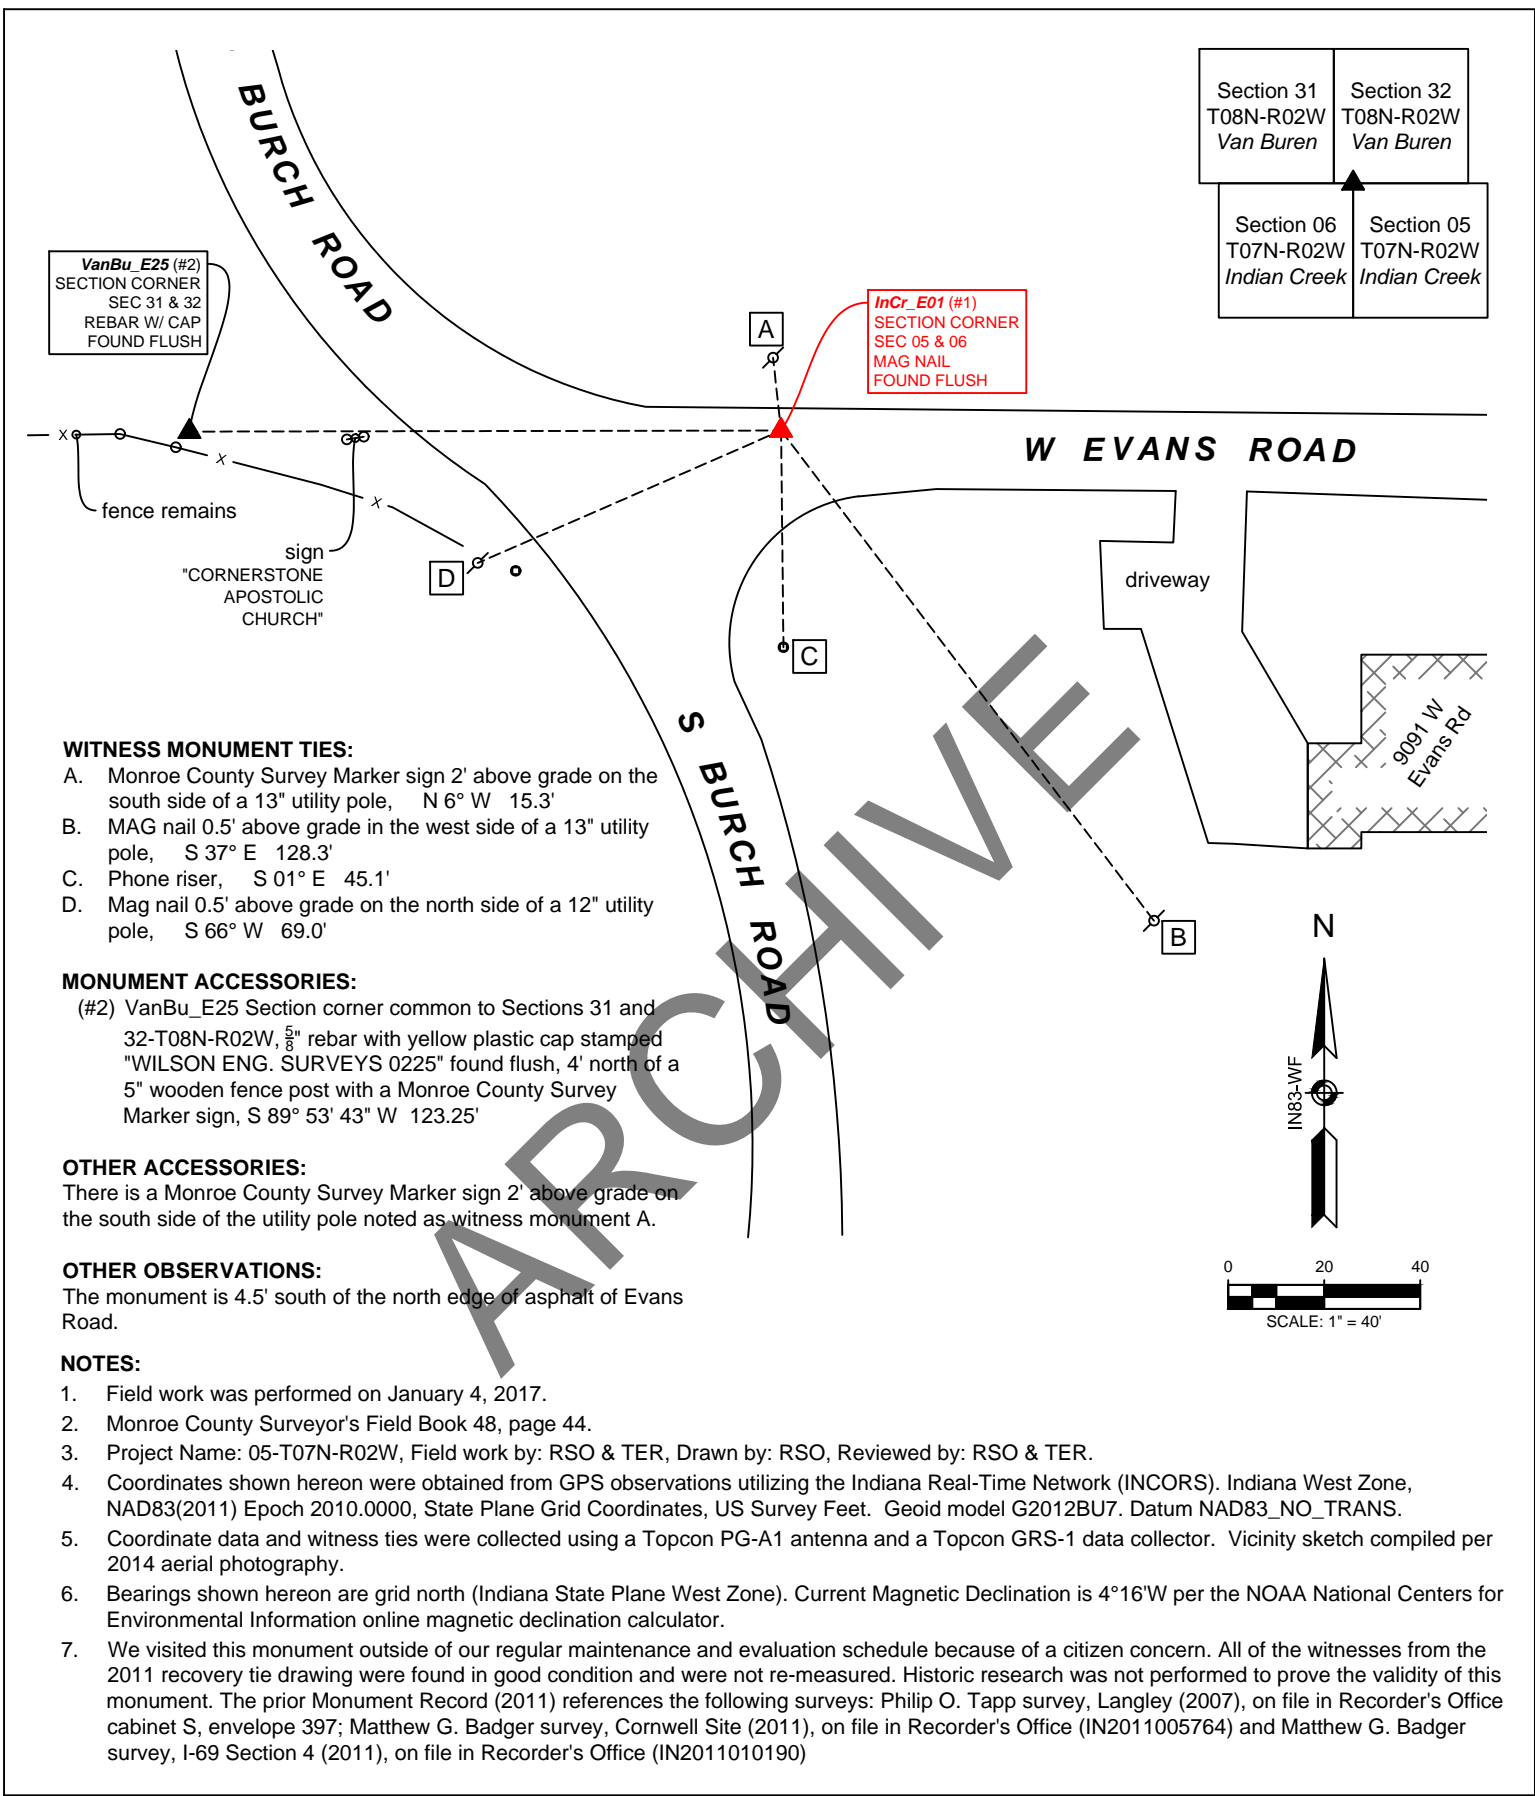 BURCH ROAD
Section 31
T08N-R02W
Van Buren
Section 32
T08N-R02W
Van Buren
Section 06
T07N-R02W
Indian Creek
Section 05
T07N-R02W
Indian Creek
VanBu_E25 (#2)
SECTION CORNER
SEC 31 & 32
REBAR W/ CAP
FOUND FLUSH
InCr_E01 (#1)
SECTION CORNER
SEC 05 & 06
MAG NAIL
FOUND FLUSH
A
W EVANS ROAD
X
X
X
fence remains
sign
"CORNERSTONE
APOSTOLIC
CHURCH"
D
C
driveway
9091 W
Evans Rd
S BURCH ROAD
B
ARCHIVE
WITNESS MONUMENT TIES:
A. Monroe County Survey Marker sign 2' above grade on the
south side of a 13" utility pole, N 6° W 15.3'
B. MAG nail 0.5' above grade in the west side of a 13" utility
pole, S 37° E 128.3'
C. Phone riser, S 01° E 45.1'
D. Mag nail 0.5' above grade on the north side of a 12" utility
pole, S 66° W 69.0'
MONUMENT ACCESSORIES:
(#2) VanBu_E25 Section corner common to Sections 31 and
32-T08N-R02W, 5/8" rebar with yellow plastic cap stamped
"WILSON ENG. SURVEYS 0225" found flush, 4' north of a
5" wooden fence post with a Monroe County Survey
Marker sign, S 89° 53' 43" W 123.25'
OTHER ACCESSORIES:
There is a Monroe County Survey Marker sign 2' above grade on
the south side of the utility pole noted as witness monument A.
OTHER OBSERVATIONS:
The monument is 4.5' south of the north edge of asphalt of Evans
Road.
N
IN83-WF
0 20 40
SCALE: 1" = 40'
NOTES:
1. Field work was performed on January 4, 2017.
2. Monroe County Surveyor's Field Book 48, page 44.
3. Project Name: 05-T07N-R02W, Field work by: RSO & TER, Drawn by: RSO, Reviewed by: RSO & TER.
4. Coordinates shown hereon were obtained from GPS observations utilizing the Indiana Real-Time Network (INCORS). Indiana West Zone,
NAD83(2011) Epoch 2010.0000, State Plane Grid Coordinates, US Survey Feet. Geoid model G2012BU7. Datum NAD83_NO_TRANS.
5. Coordinate data and witness ties were collected using a Topcon PG-A1 antenna and a Topcon GRS-1 data collector. Vicinity sketch compiled per
2014 aerial photography.
6. Bearings shown hereon are grid north (Indiana State Plane West Zone). Current Magnetic Declination is 4°16'W per the NOAA National Centers for
Environmental Information online magnetic declination calculator.
7. We visited this monument outside of our regular maintenance and evaluation schedule because of a citizen concern. All of the witnesses from the
2011 recovery tie drawing were found in good condition and were not re-measured. Historic research was not performed to prove the validity of this
monument. The prior Monument Record (2011) references the following surveys: Philip O. Tapp survey, Langley (2007), on file in Recorder's Office
cabinet S, envelope 397; Matthew G. Badger survey, Cornwell Site (2011), on file in Recorder's Office (IN2011005764) and Matthew G. Badger
survey, I-69 Section 4 (2011), on file in Recorder's Office (IN2011010190)